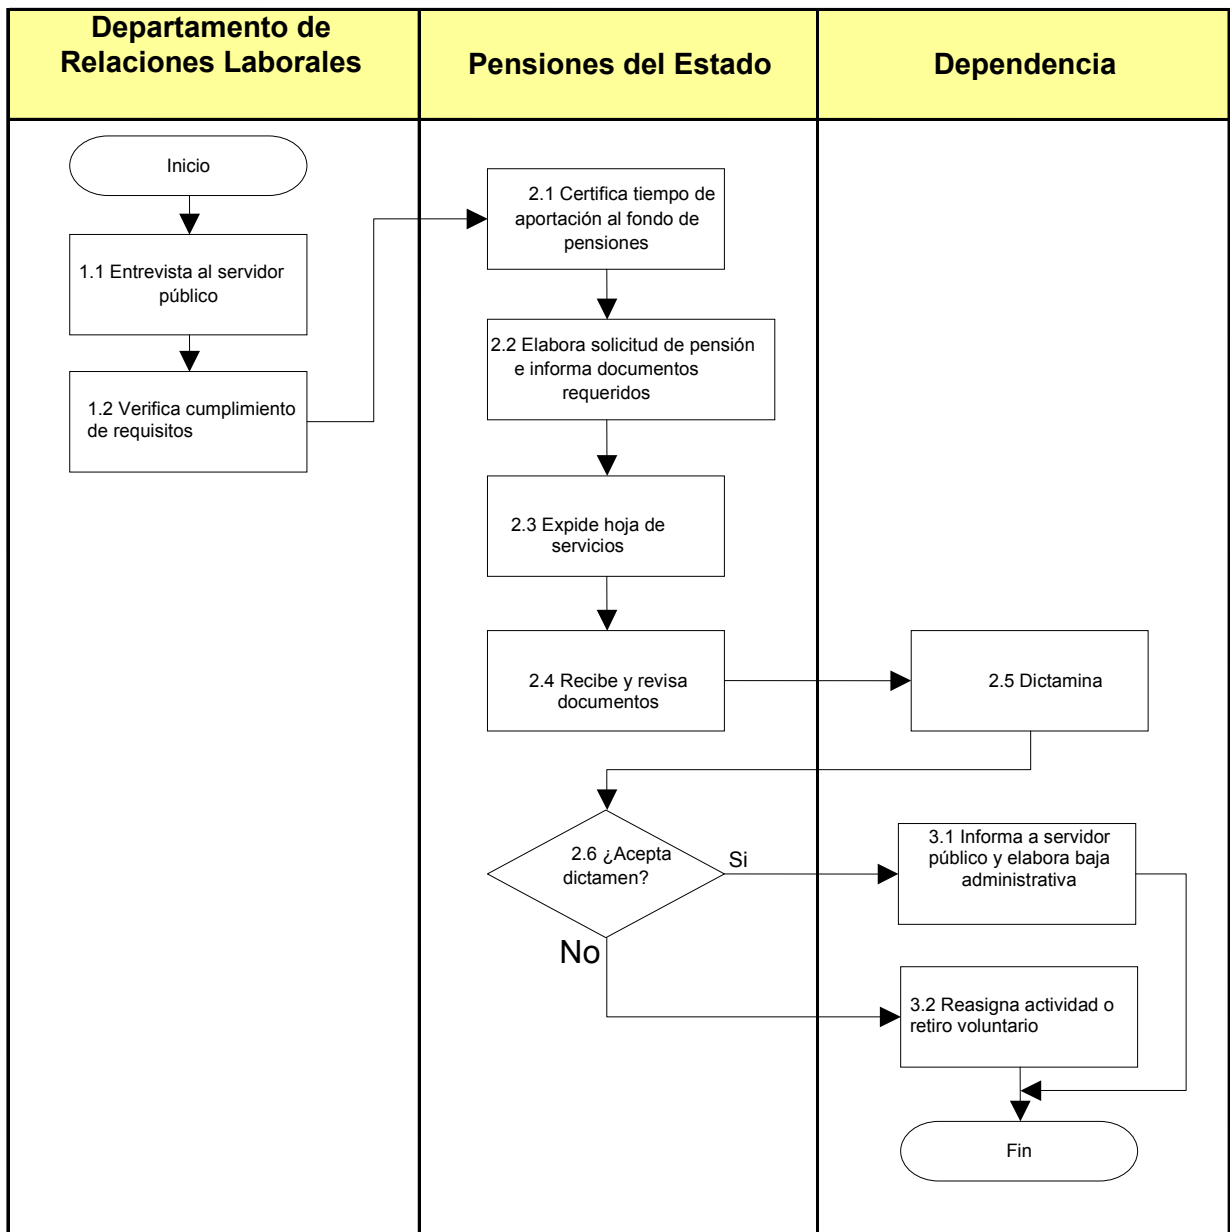 Departamento de
Relaciones Laborales
Pensiones del Estado
Dependencia
Inicio
1.1 Entrevista al servidor
público
1.2 Verifica cumplimiento
de requisitos
2.1 Certifica tiempo de
aportación al fondo de
pensiones
2.2 Elabora solicitud de pensión
e informa documentos
requeridos
2.3 Expide hoja de
servicios
2.4 Recibe y revisa
documentos
2.5 Dictamina
2.6 ¿Acepta
dictamen?
Si
No
3.1 Informa a servidor
público y elabora baja
administrativa
3.2 Reasigna actividad o
retiro voluntario
Fin